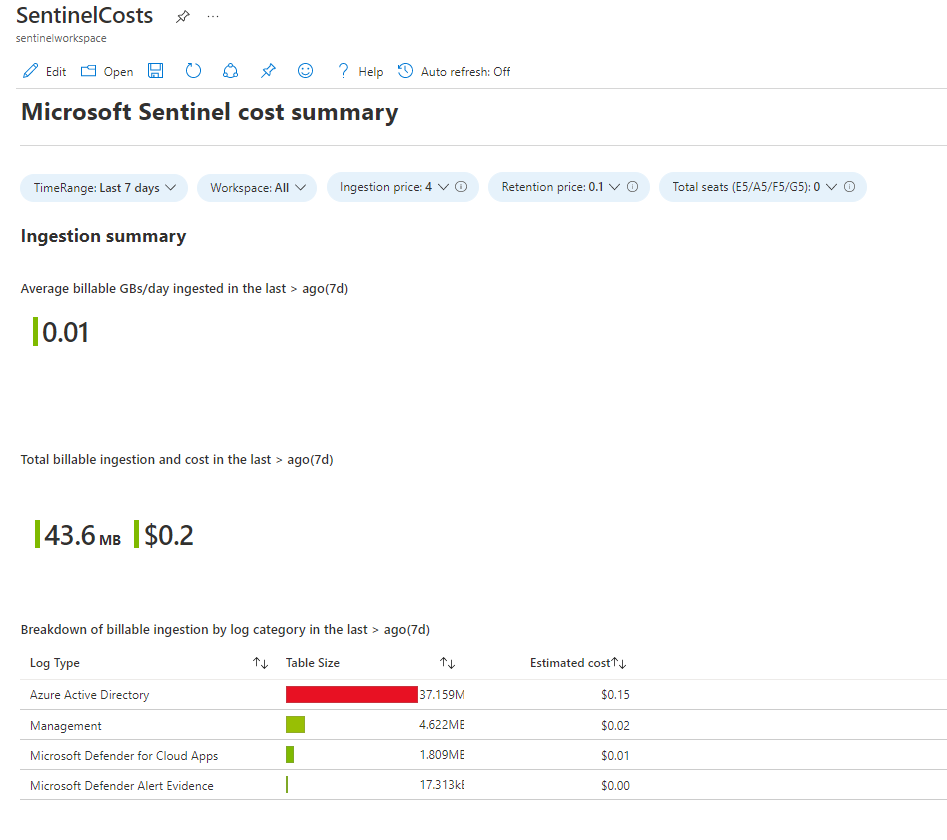 SentinelCosts ...
sentinelworkspace
Edit Open Help Auto refresh: Off
Microsoft Sentinel cost summary
TimeRange: Last 7 days Workspace: All Ingestion price: 4 Retention price: 0.1 Total seats (E5/A5/F5/G5): 0
Ingestion summary
Average billable GBs/day ingested in the last > ago(7d)
0.01
Total billable ingestion and cost in the last > ago(7d)
43.6 MB $0.2
Breakdown of billable ingestion by log category in the last > ago(7d)
Log Type Table Size Estimated cost
Azure Active Directory 37.159M $0.15
Management 4.622ME $0.02
Microsoft Defender for Cloud Apps 1.809ME $0.01
Microsoft Defender Alert Evidence 17.313kE $0.00